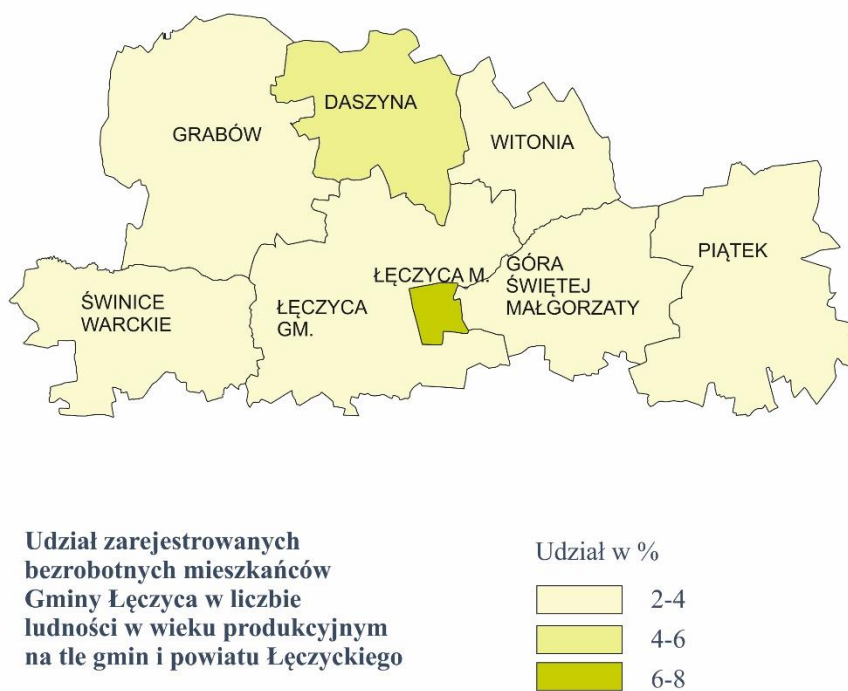 DASZYNA
GRABÓW
WITONIA
PIĄTEK
ŁĘCZYCA M.
GÓRA
ŚWIĘTEJ
MAŁGORZATY
ŚWINICE
WARCKIE
ŁĘCZYCA
GM.
Udział zarejestrowanych
bezrobotnych mieszkańców
Gminy Łęczyca w liczbie
ludności w wieku produkcyjnym
na tle gmin i powiatu Łęczyckiego
Udział w %
2-4
4-6
6-8